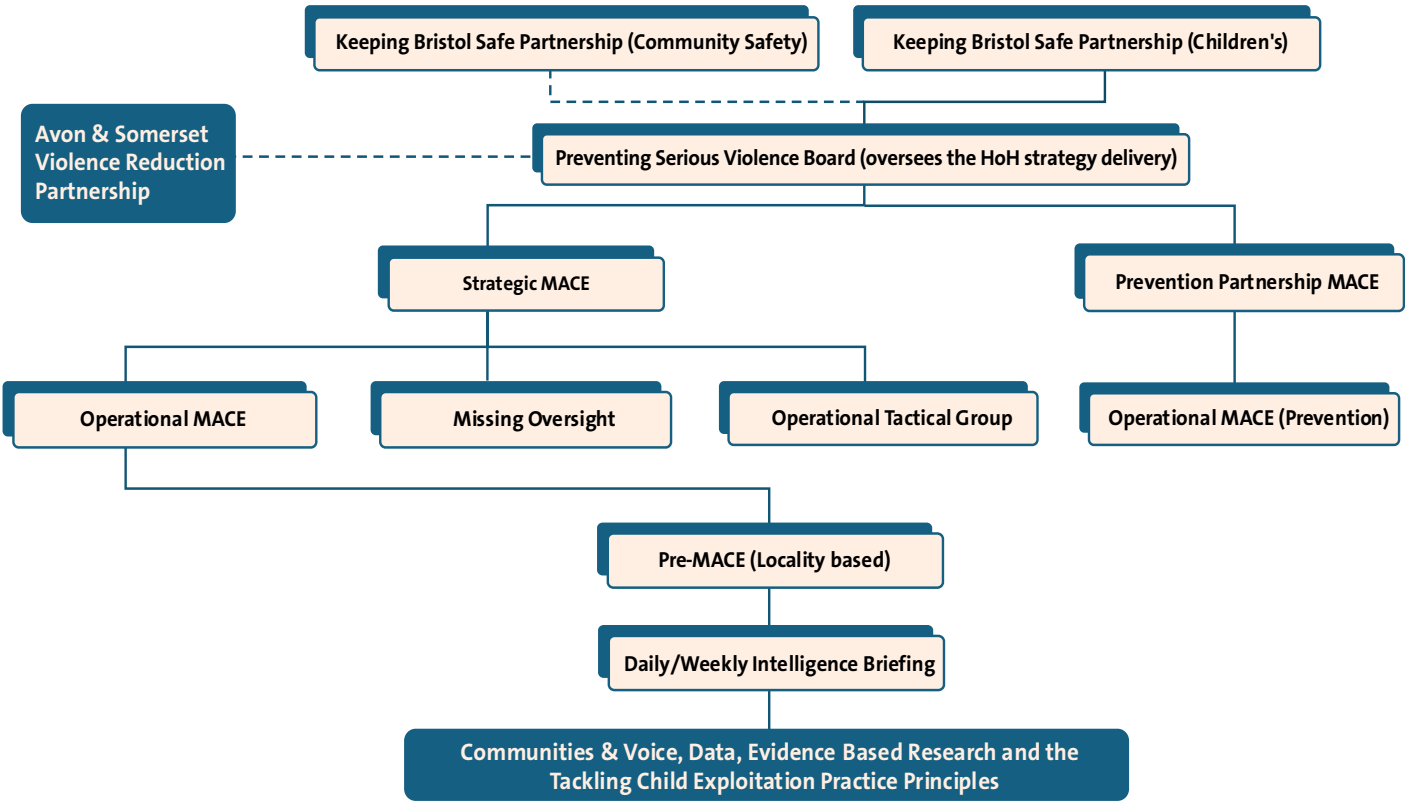 Keeping Bristol Safe Partnership (Community Safety)
Keeping Bristol Safe Partnership (Children's)
Avon & Somerset
Violence Reduction
Partnership
Preventing Serious Violence Board (oversees the HoH strategy delivery)
Strategic MACE
Prevention Partnership MACE
Operational MACE
Missing Oversight
Operational Tactical Group
Operational MACE (Prevention)
Pre-MACE (Locality based)
Daily/Weekly Intelligence Briefing
Communities & Voice, Data, Evidence Based Research and the
Tackling Child Exploitation Practice Principles